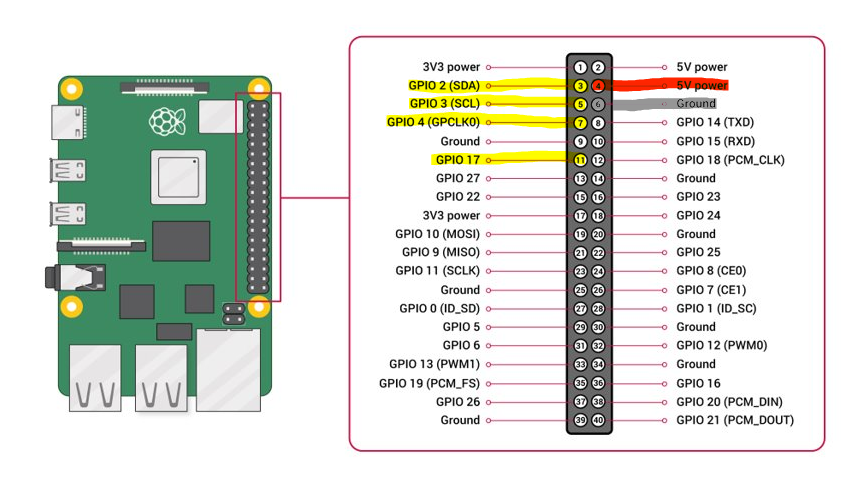 3V3 power 1 2 5V power
GPIO 2 (SDA) 3 4 5V power
GPIO 3 (SCL) 5 6 Ground
GPIO 4 (GPCLK0) 7 8 GPIO 14 (TXD)
Ground 9 10 GPIO 15 (RXD)
GPIO 17 11 12 GPIO 18 (PCM_CLK)
GPIO 27 13 14 Ground
GPIO 22 15 16 GPIO 23
3V3 power 17 18 GPIO 24
GPIO 10 (MOSI) 19 20 Ground
GPIO 9 (MISO) 21 22 GPIO 25
GPIO 11 (SCLK) 23 24 GPIO 8 (CE0)
Ground 25 26 GPIO 7 (CE1)
GPIO 0 (ID_SD) 27 28 GPIO 1 (ID_SC)
GPIO 5 29 30 Ground
GPIO 6 31 32 GPIO 12 (PWM0)
GPIO 13 (PWM1) 33 34 Ground
GPIO 19 (PCM_FS) 35 36 GPIO 16
GPIO 26 37 38 GPIO 20 (PCM_DIN)
Ground 39 40 GPIO 21 (PCM_DOUT)